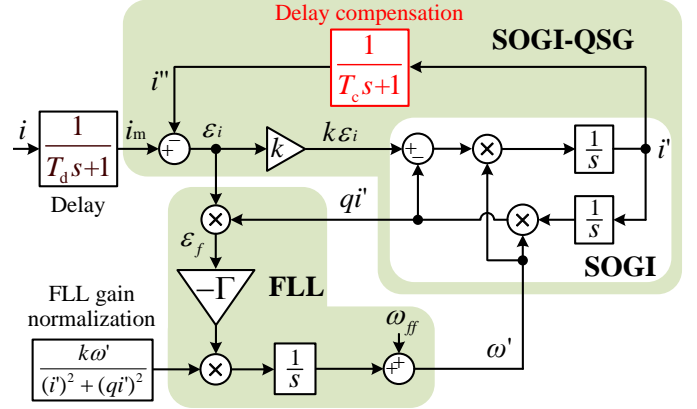 Delay compensation
SOGI-QSG
1
T_c s+1
i''
i
1
T_d s+1
Delay
i_m
+
−
ε_i
k
kε_i
+
−
×
1
s
i'
qi'
×
×
1
s
SOGI
ε_f
−Γ
FLL
FLL gain
normalization
kω'
(i')² + (qi')²
×
1
s
ω_ff
+
+
ω'